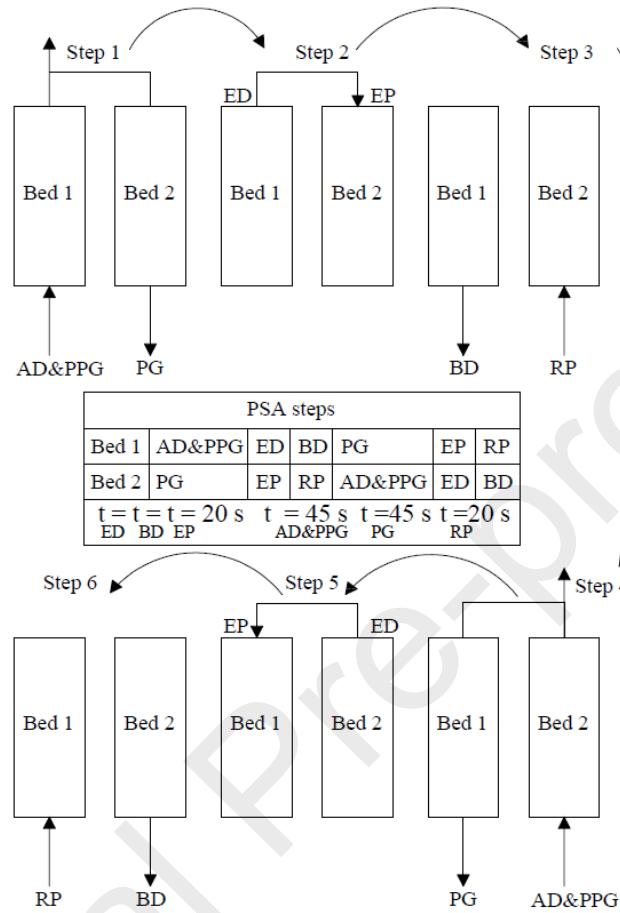 Step 1 Step 2 Step 3
ED EP
Bed 1 Bed 2 Bed 1 Bed 2 Bed 1 Bed 2
AD&PPG PG BD RP
PSA steps
Bed 1 AD&PPG ED BD PG EP RP
Bed 2 PG EP RP AD&PPG ED BD
t = t = t = 20 s t = 45 s t =45 s t =20 s
ED BD EP AD&PPG PG RP
Step 6 Step 5 Step 4
EP ED
Bed 1 Bed 2 Bed 1 Bed 2 Bed 1 Bed 2
RP BD PG AD&PPG